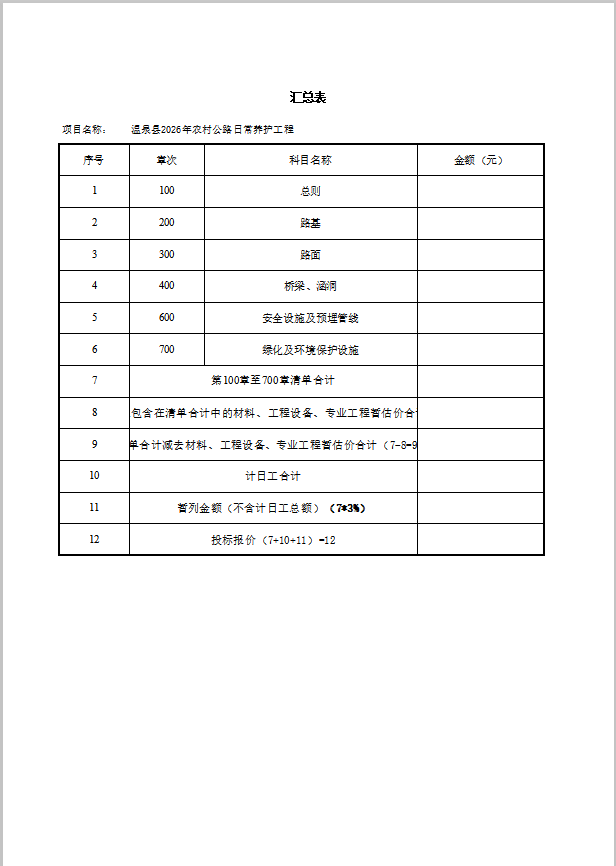 汇总表
项目名称： 温泉县2026年农村公路日常养护工程
序号 章次 科目名称 金额（元）
1 100 总则
2 200 路基
3 300 路面
4 400 桥梁、涵洞
5 600 安全设施及预埋管线
6 700 绿化及环境保护设施
7 第100章至700章清单合计
8 包含在清单合计中的材料、工程设备、专业工程暂估价合
9 单合计减去材料、工程设备、专业工程暂估价合计（7-8=9
10 计日工合计
11 暂列金额（不含计日工总额）（7*3%）
12 投标报价（7+10+11）=12